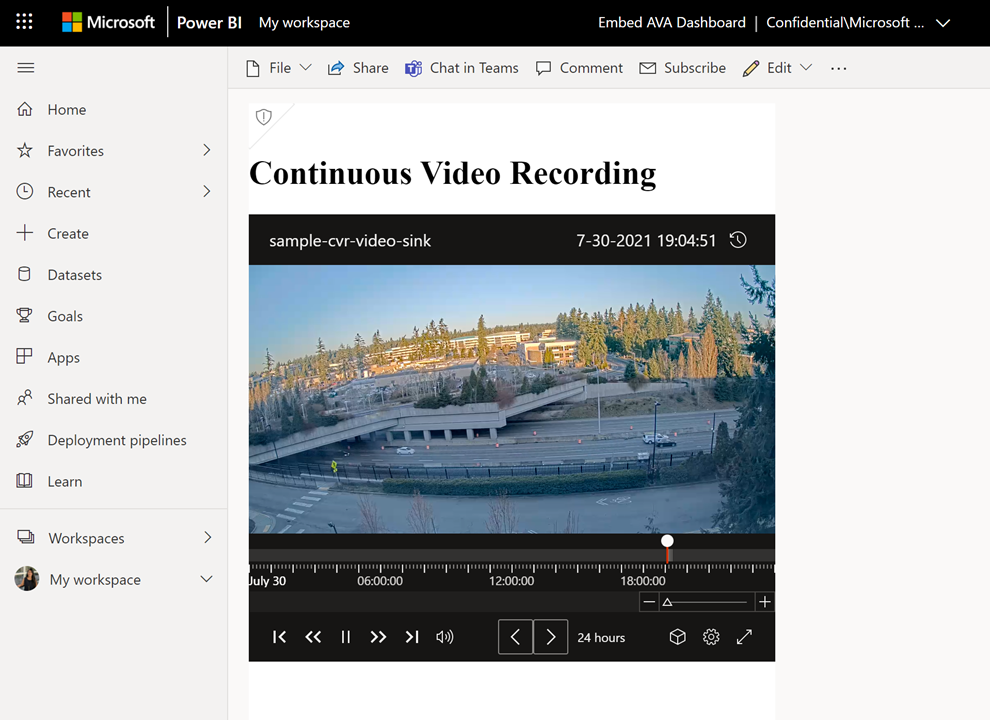 Microsoft Power BI My workspace Embed AVA Dashboard | Confidential\Microsoft ...
File Share Chat in Teams Comment Subscribe Edit ...
Home
Favorites
Recent
Create
Datasets
Goals
Apps
Shared with me
Deployment pipelines
Learn
Workspaces
My workspace
Continuous Video Recording
sample-cvr-video-sink 7-30-2021 19:04:51
July 30 06:00:00 12:00:00 18:00:00
24 hours